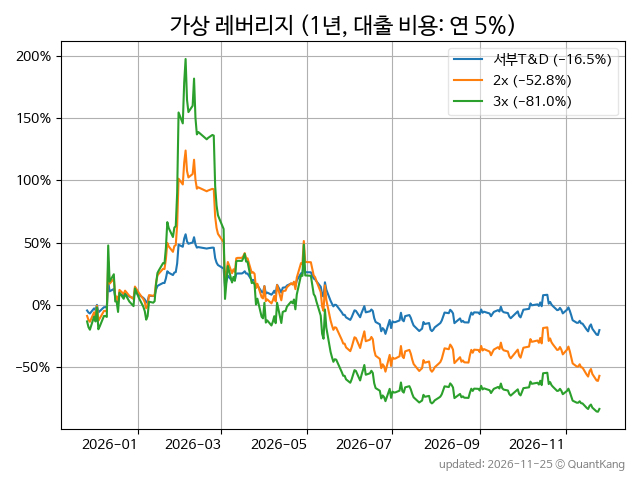 가상 레버리지 (1년, 대출 비용: 연 5%)
서부T&D (-16.5%)
2x (-52.8%)
3x (-81.0%)
200%
150%
100%
50%
0%
-50%
2026-01 2026-03 2026-05 2026-07 2026-09 2026-11
updated: 2026-11-25 © QuantKang